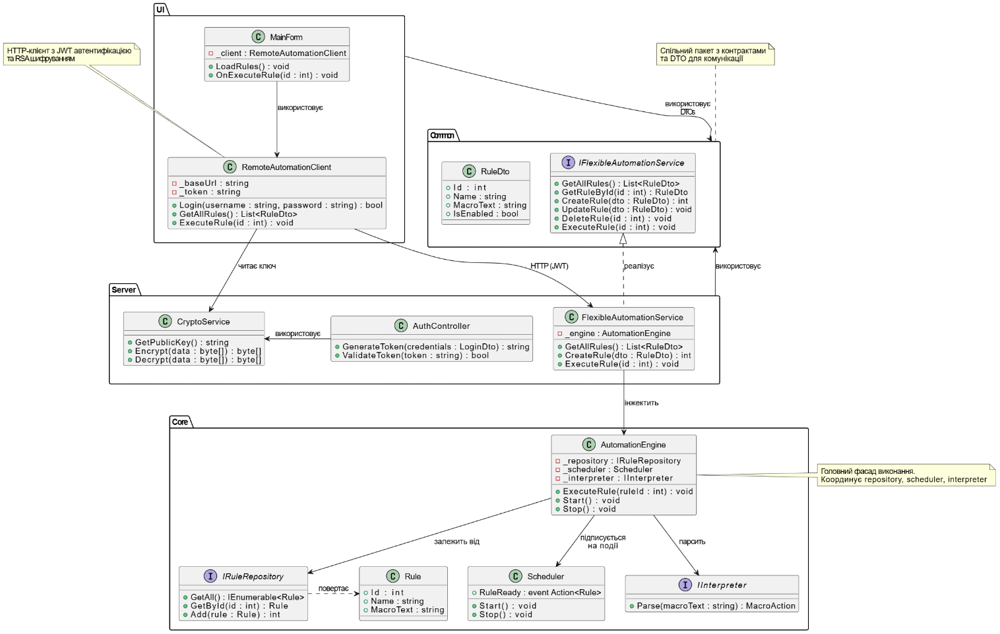 UI
C MainForm
_client : RemoteAutomationClient
LoadRules() : void
OnExecuteRule(id : int) : void
HTTP-клієнт з JWT автентифікацією
та RSA шифруванням
Спільний пакет з контрактами
та DTO для комунікації
використовує
використовує
DTOs
C RemoteAutomationClient
_baseUrl : string
_token : string
Login(username : string, password : string) : bool
GetAllRules() : List<RuleDto>
ExecuteRule(id : int) : void
Common
C RuleDto
Id : int
Name : string
MacroText : string
IsEnabled : bool
I IFlexibleAutomationService
GetAllRules() : List<RuleDto>
GetRuleById(id : int) : RuleDto
CreateRule(dto : RuleDto) : int
UpdateRule(dto : RuleDto) : void
DeleteRule(id : int) : void
ExecuteRule(id : int) : void
читає ключ
HTTP (JWT)
реалізує
використовує
Server
C CryptoService
GetPublicKey() : string
Encrypt(data : byte[]) : byte[]
Decrypt(data : byte[]) : byte[]
використовує
C AuthController
GenerateToken(credentials : LoginDto) : string
ValidateToken(token : string) : bool
C FlexibleAutomationService
_engine : AutomationEngine
GetAllRules() : List<RuleDto>
CreateRule(dto : RuleDto) : int
ExecuteRule(id : int) : void
інжектить
Core
C AutomationEngine
_repository : IRuleRepository
_scheduler : Scheduler
_interpreter : IInterpreter
ExecuteRule(ruleId : int) : void
Start() : void
Stop() : void
Головний фасад виконання.
Координує repository, scheduler, interpreter
залежить від
підписується
на події
парсить
I IRuleRepository
GetAll() : IEnumerable<Rule>
GetById(id : int) : Rule
Add(rule : Rule) : int
повертає
C Rule
Id : int
Name : string
MacroText : string
C Scheduler
RuleReady : event Action<Rule>
Start() : void
Stop() : void
I IInterpreter
Parse(macroText : string) : MacroAction